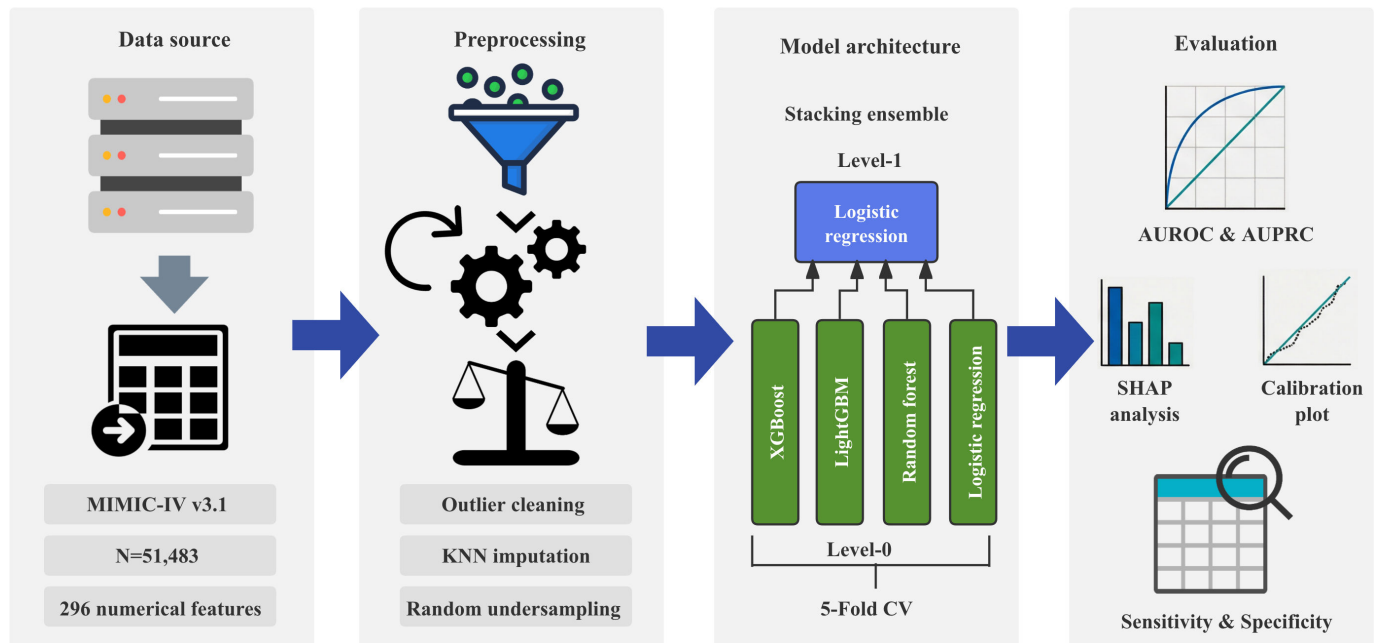 Data source
MIMIC-IV v3.1
N=51,483
296 numerical features
Preprocessing
Outlier cleaning
KNN imputation
Random undersampling
Model architecture
Stacking ensemble
Level-1
Logistic
regression
XGBoost
LightGBM
Random forest
Logistic regression
Level-0
5-Fold CV
Evaluation
AUROC & AUPRC
SHAP
analysis
Calibration
plot
Sensitivity & Specificity